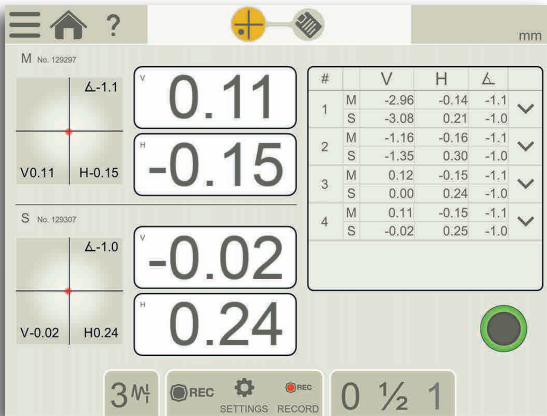 ?
mm
M No. 129297
∡-1.1
V0.11 H-0.15
V
0.11
H
-0.15
S No. 129307
∡-1.0
V-0.02 H0.24
V
-0.02
H
0.24
# V H ∡
1 M -2.96 -0.14 -1.1
S -3.08 0.21 -1.0
2 M -1.16 -0.16 -1.1
S -1.35 0.30 -1.0
3 M 0.12 -0.15 -1.1
S 0.00 0.24 -1.0
4 M 0.11 -0.15 -1.1
S -0.02 0.25 -1.0
3
REC
SETTINGS
REC
RECORD
0 ½ 1